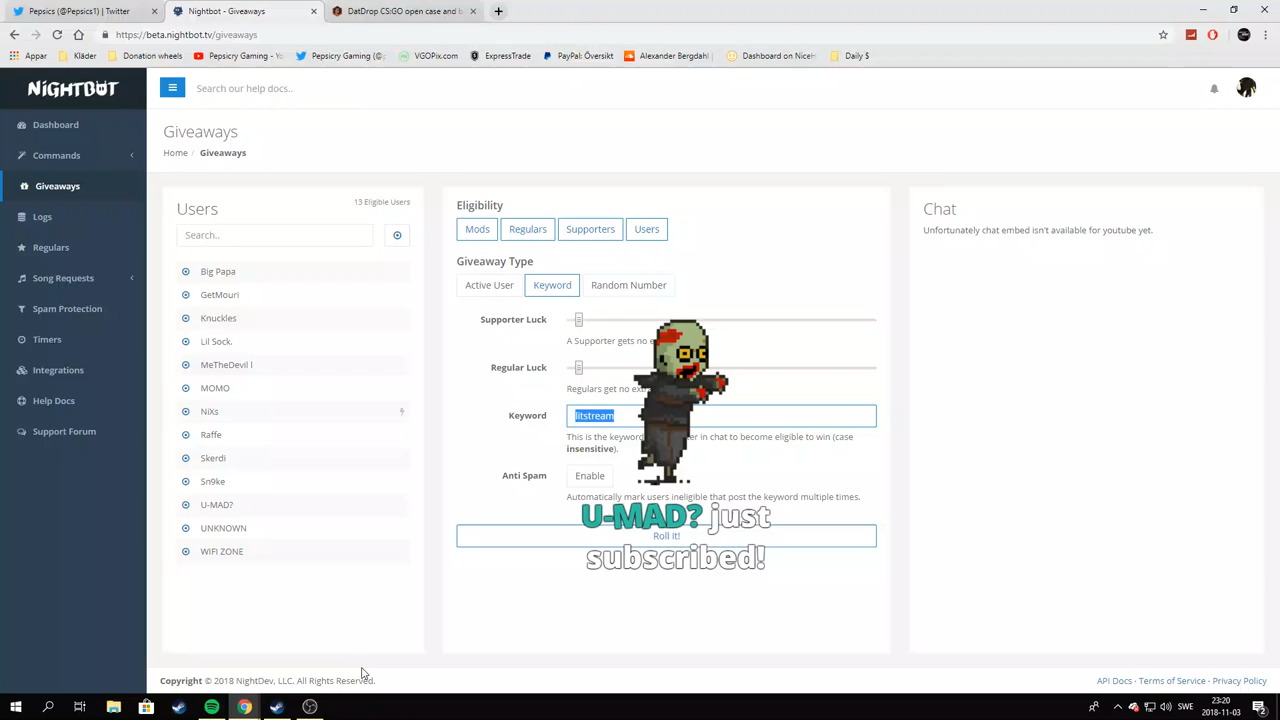 Pepsics (@Pepsics1) | Twitter
Nightbot - Nightbot - b
DatDrop CS:GO open case and b
https://beta.nightbot.tv/giveaways
Appar
Kläder
Donation wheels
Pepsicry Gaming - Yo
Pepsicry Gaming (@
VGOPix.com
ExpressTrade
PayPal Översikt
Alexander Bergdahl
Dashboard on NiceH
Daily $
NiGHTBOT
Search our help docs..
Dashboard
Commands
Giveaways
Logs
Regulars
Song Requests
Spam Protection
Timers
Integrations
Help Docs
Support Forum
Giveaways
Home / Giveaways
Users
13 Eligible Users
Search..
Big Papa
GetMouri
Knuckles
Lil Sock.
MeTheDevil l
MOMO
NiXs
Raffe
Skerdi
Sn9ke
U-MAD?
UNKNOWN
WIFI ZONE
Eligibility
Mods
Regulars
Supporters
Users
Giveaway Type
Active User
Keyword
Random Number
Supporter Luck
A Supporter gets no
Regular Luck
Regulars get no
Keyword
litstream
This is the keyword in chat to become eligible to win (case
insensitive).
Anti Spam
Enable
Automatically mark users ineligible that post the keyword multiple times.
U-MAD? just
Roll It!
subscribed!
Chat
Unfortunately chat embed isn't available for youtube yet.
Copyright © 2018 NightDev, LLC. All Rights Reserved.
API Docs · Terms of Service · Privacy Policy
SWE
23:20
2018-11-03
2